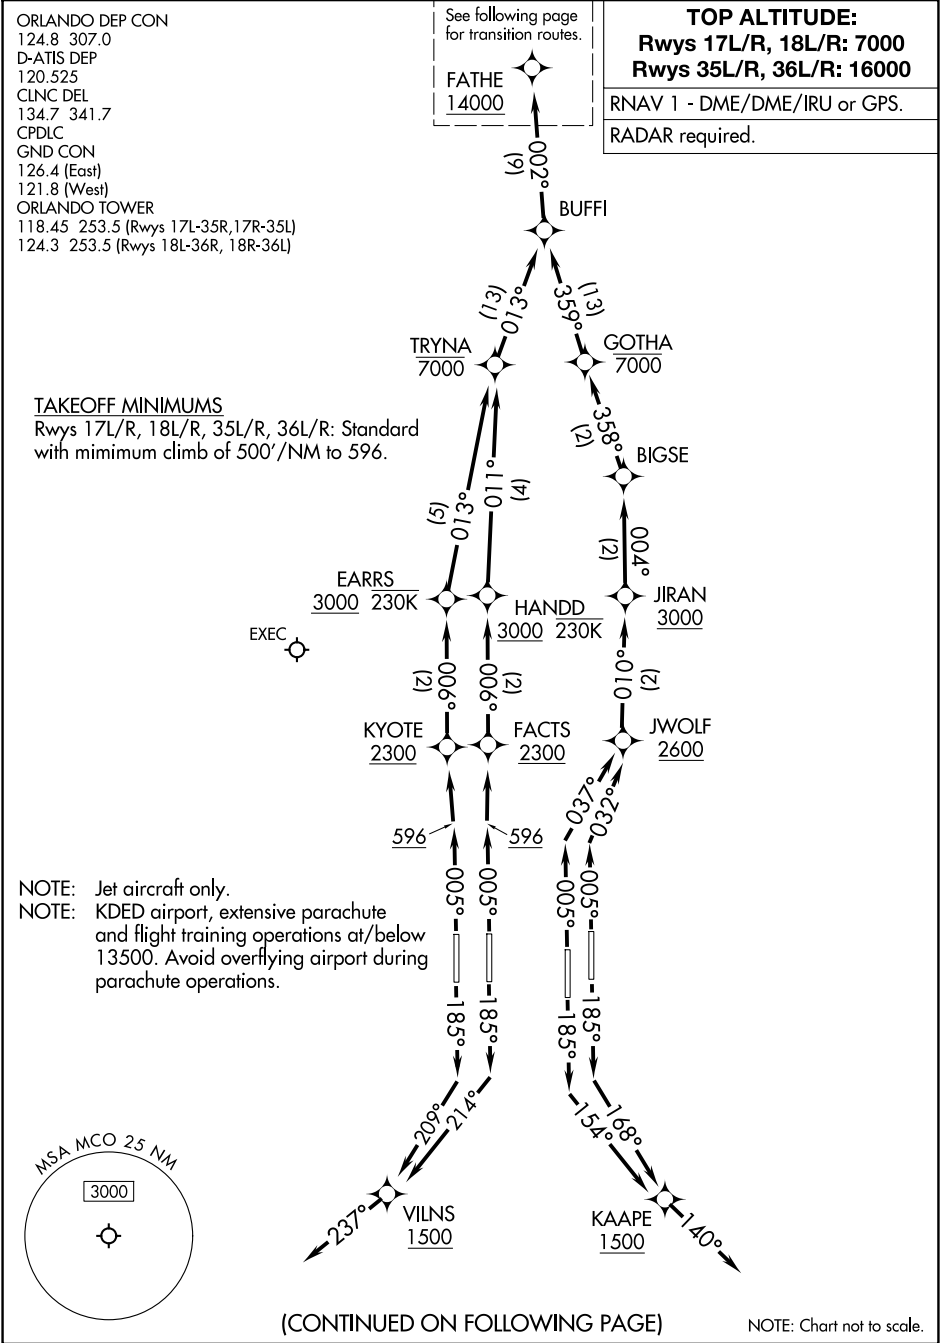 ORLANDO DEP CON
124.8 307.0
D-ATIS DEP
120.525
CLNC DEL
134.7 341.7
CPDLC
GND CON
126.4 (East)
121.8 (West)
ORLANDO TOWER
118.45 253.5 (Rwys 17L-35R,17R-35L)
124.3 253.5 (Rwys 18L-36R, 18R-36L)
See following page
for transition routes.
FATHE
14000
TOP ALTITUDE:
Rwys 17L/R, 18L/R: 7000
Rwys 35L/R, 36L/R: 16000
RNAV 1 - DME/DME/IRU or GPS.
RADAR required.
002°
(9)
BUFFI
(13)
013°
359°
(13)
TRYNA
7000
GOTHA
7000
TAKEOFF MINIMUMS
Rwys 17L/R, 18L/R, 35L/R, 36L/R: Standard
with mimimum climb of 500'/NM to 596.
358°
(2)
BIGSE
(5)
013°
011°
(4)
004°
(2)
EARRS
3000 230K
HANDD
3000 230K
JIRAN
3000
EXEC
006°
(2)
006°
(2)
010°
(2)
KYOTE
2300
FACTS
2300
JWOLF
2600
596
596
037°
032°
005°
005°
005°
005°
NOTE: Jet aircraft only.
NOTE: KDED airport, extensive parachute
and flight training operations at/below
13500. Avoid overflying airport during
parachute operations.
185°
185°
185°
185°
209°
214°
154°
168°
MSA MCO 25 NM
3000
237°
VILNS
1500
KAAPE
1500
140°
(CONTINUED ON FOLLOWING PAGE)
NOTE: Chart not to scale.